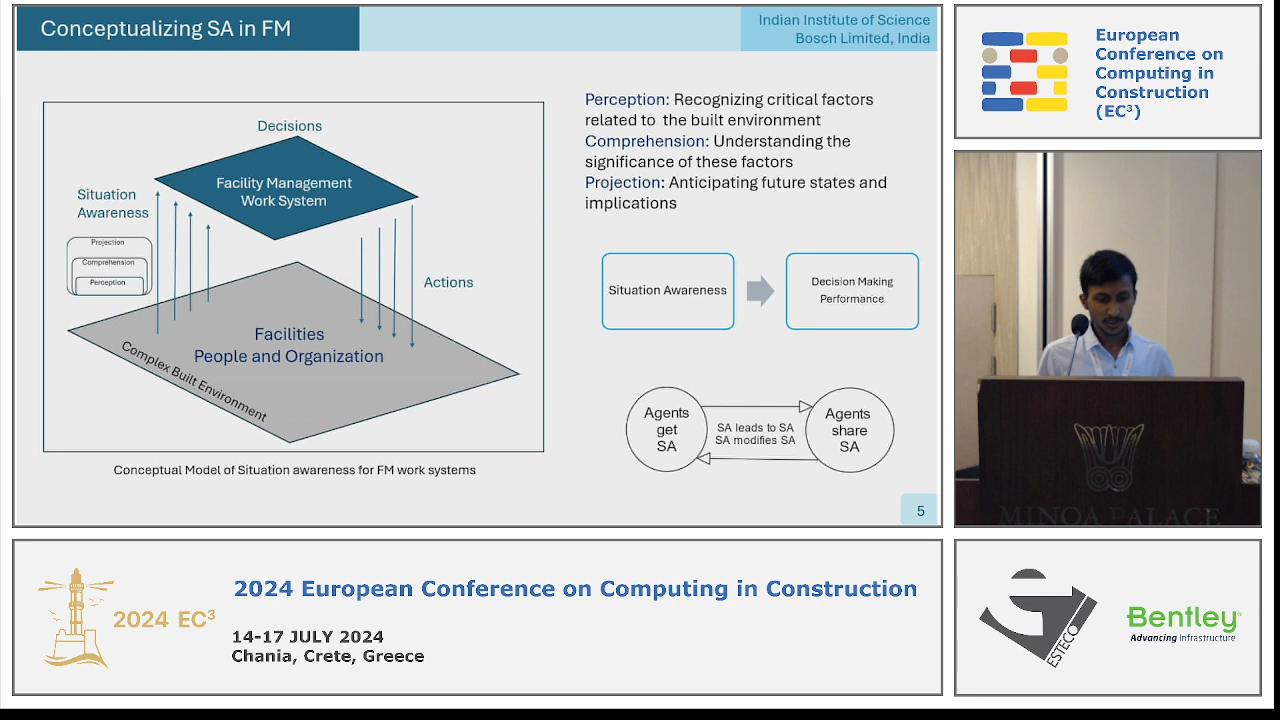 Conceptualizing SA in FM
Indian Institute of Science
Bosch Limited, India
Decisions
Facility Management
Work System
Situation
Awareness
Projection
Comprehension
Perception
Actions
Facilities
People and Organization
Complex Built Environment
Conceptual Model of Situation awareness for FM work systems
Perception: Recognizing critical factors
related to the built environment
Comprehension: Understanding the
significance of these factors
Projection: Anticipating future states and
implications
Situation Awareness
Decision Making
Performance
Agents
get
SA
SA leads to SA
SA modifies SA
Agents
share
SA
5
European
Conference on
Computing in
Construction
(EC³)
MINOA PALACE
2024 EC³
2024 European Conference on Computing in Construction
14-17 JULY 2024
Chania, Crete, Greece
ESTECO
Bentley®
Advancing Infrastructure